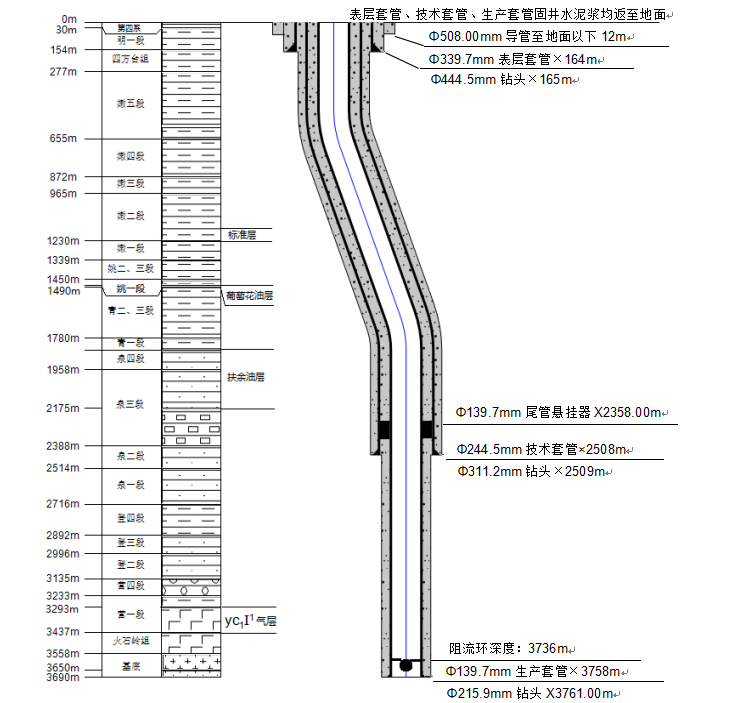 0m
30m
154m
277m
655m
872m
965m
1230m
1339m
1450m
1490m
1780m
1958m
2175m
2388m
2514m
2716m
2892m
2996m
3135m
3233m
3293m
3437m
3558m
3650m
3690m
第四层
明一段
四方台组
嫩五段
嫩四段
嫩三段
嫩二段
嫩一段
姚二、三段
姚一段
青二、三段
青一段
泉四段
泉三段
泉二段
泉一段
登四段
登三段
登二段
营四段
营一段
火石岭组
基底
标准层
葡萄花油层
扶余油层
yc₁I¹气层
表层套管、技术套管、生产套管固井水泥浆均返至地面
Φ508.00mm 导管至地面以下 12m
Φ339.7mm 表层套管×164m
Φ444.5mm 钻头×165m
Φ139.7mm 尾管悬挂器 X2358.00m
Φ244.5mm 技术套管×2508m
Φ311.2mm 钻头×2509m
阻流环深度：3736m
Φ139.7mm 生产套管×3758m
Φ215.9mm 钻头 X3761.00m